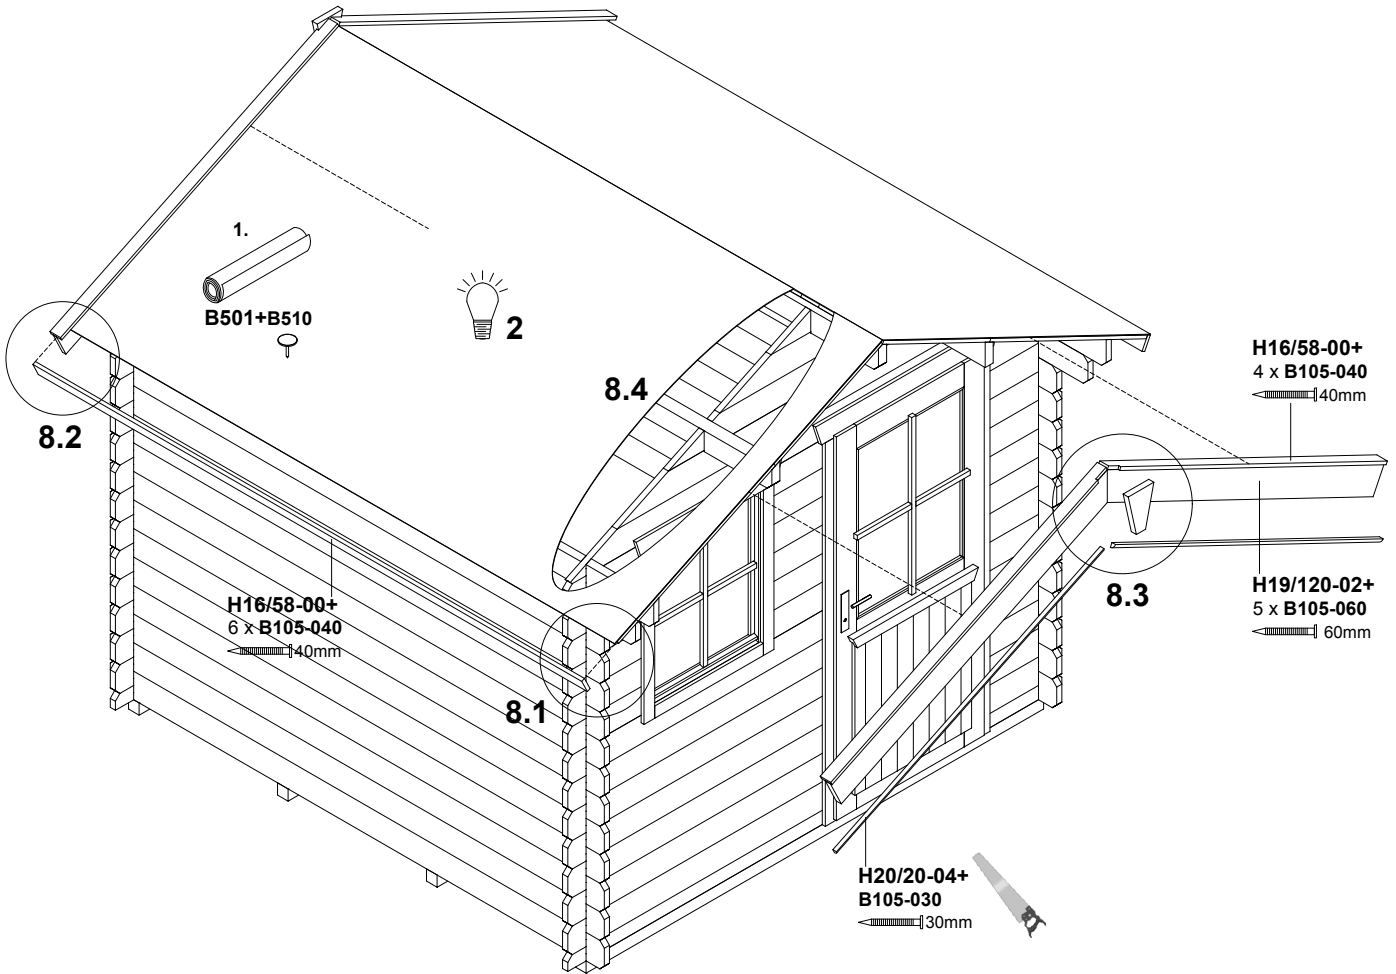 1.
B501+B510
2
8.4
8.2
H16/58-00+
4 x B105-040
40mm
H16/58-00+
6 x B105-040
40mm
8.3
H19/120-02+
5 x B105-060
60mm
8.1
H20/20-04+
B105-030
30mm